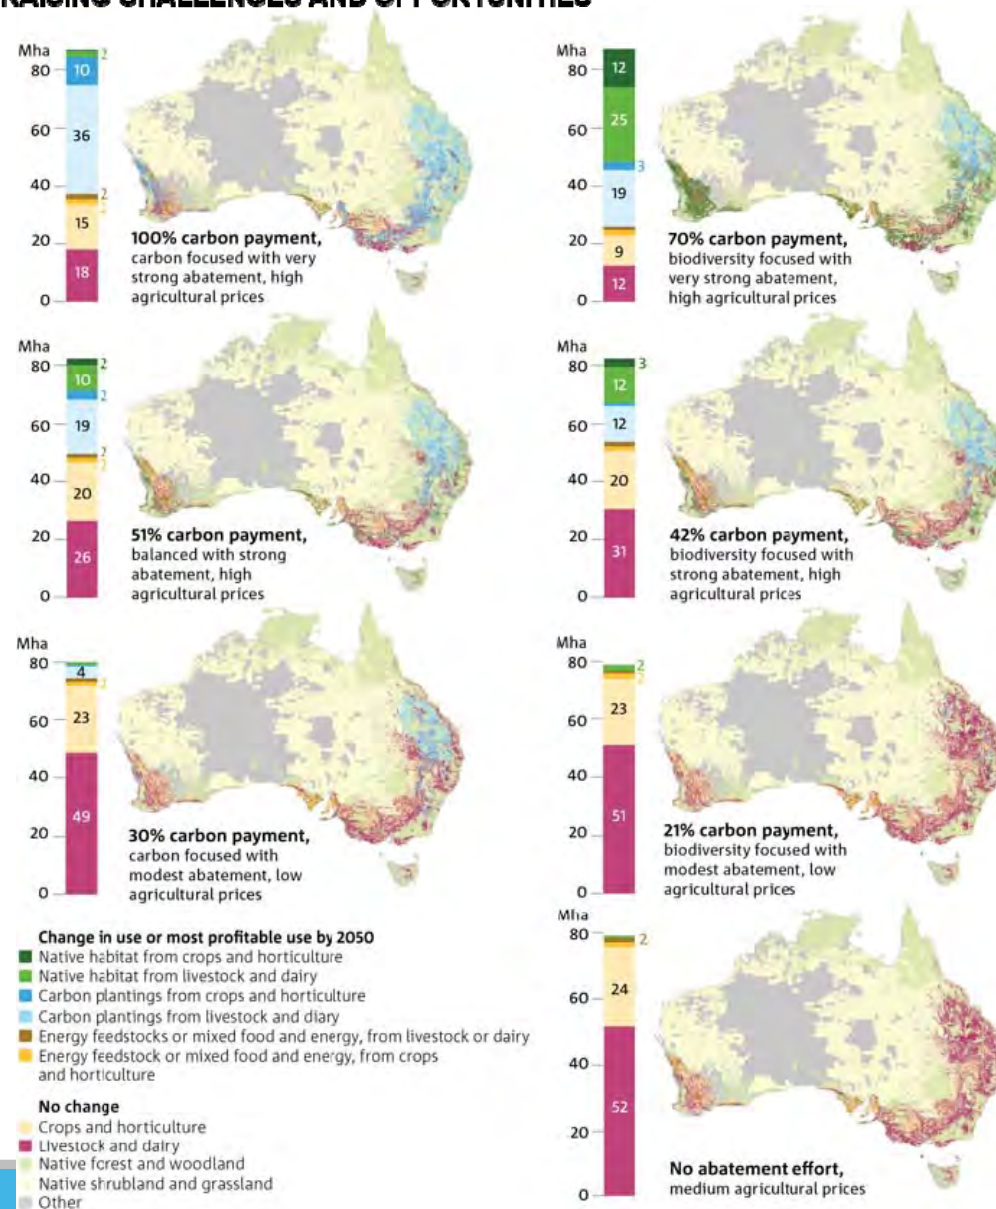 RAISING CHALLENGES AND OPPORTUNITIES
Mha
80
60
40
20
0
2
10
36
2
2
15
18
100% carbon payment,
carbon focused with very
strong abatement, high
agricultural prices
Mha
80
60
40
20
0
12
25
3
19
9
12
70% carbon payment,
biodiversity focused with
very strong abatement,
high agricultural prices
Mha
80
60
40
20
0
2
10
2
19
2
2
20
26
51% carbon payment,
balanced with strong
abatement, high
agricultural prices
Mha
80
60
40
20
0
3
12
12
20
31
42% carbon payment,
biodiversity focused with
strong abatement, high
agricultural prices
Mha
80
60
40
20
0
4
2
23
49
30% carbon payment,
carbon focused with
modest abatement, low
agricultural prices
Mha
80
60
40
20
0
2
2
23
51
21% carbon payment,
biodiversity focused with
modest abatement, low
agricultural prices
Change in use or most profitable use by 2050
Native habitat from crops and horticulture
Native habitat from livestock and dairy
Carbon plantings from crops and horticulture
Carbon plantings from livestock and diary
Energy feedstocks or mixed food and energy, from livestock or dairy
Energy feedstock or mixed food and energy, from crops
and horticulture
No change
Crops and horticulture
Livestock and dairy
Native forest and woodland
Native shrubland and grassland
Other
Mha
80
60
40
20
0
2
24
52
No abatement effort,
medium agricultural prices